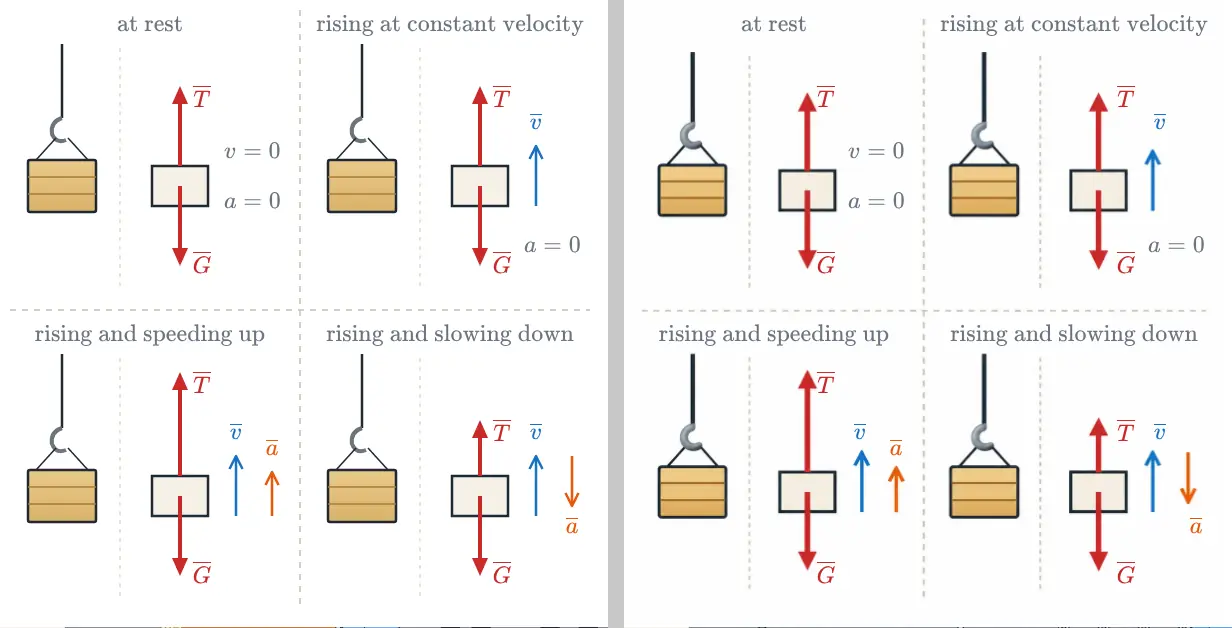 at rest
rising at constant velocity
T̅
v = 0
a = 0
G̅
T̅
v̅
G̅
a = 0
rising and speeding up
rising and slowing down
T̅
v̅
a̅
G̅
T̅
v̅
a̅
G̅
at rest
rising at constant velocity
T̅
v = 0
a = 0
G̅
T̅
v̅
G̅
a = 0
rising and speeding up
rising and slowing down
T̅
v̅
a̅
G̅
T̅
v̅
a̅
G̅